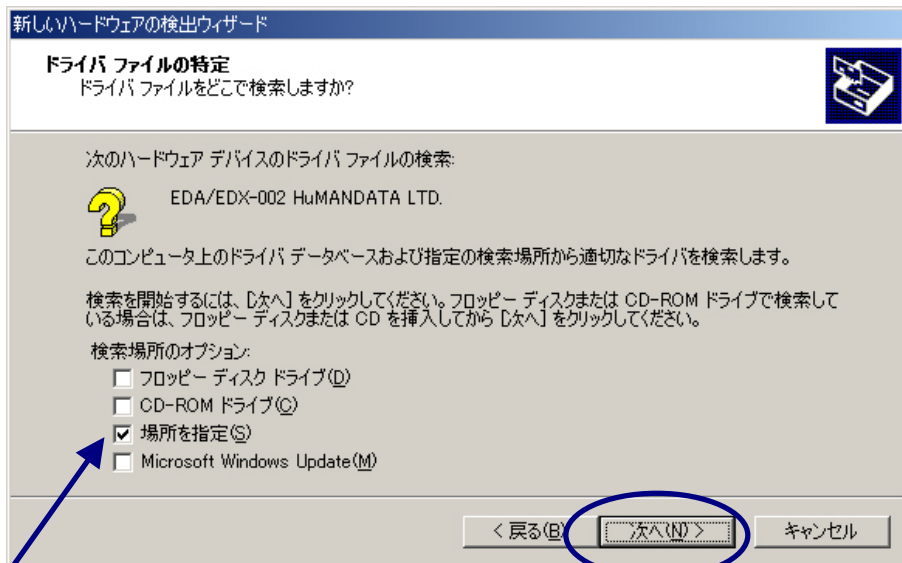 新しいハードウェアの検出ウィザード
ドライバ ファイルの特定
ドライバ ファイルをどこで検索しますか?
次のハードウェア デバイスのドライバ ファイルの検索:
EDA/EDX-002 HuMANDATA LTD.
このコンピュータ上のドライバ データベースおよび指定の検索場所から適切なドライバを検索します。
検索を開始するには、[次へ] をクリックしてください。フロッピー ディスクまたは CD-ROM ドライブで検索して
いる場合は、フロッピー ディスクまたは CD を挿入してから [次へ] をクリックしてください。
検索場所のオプション:
フロッピー ディスク ドライブ(D)
CD-ROM ドライブ(C)
場所を指定(S)
Microsoft Windows Update(M)
< 戻る(B) 次へ(N) > キャンセル